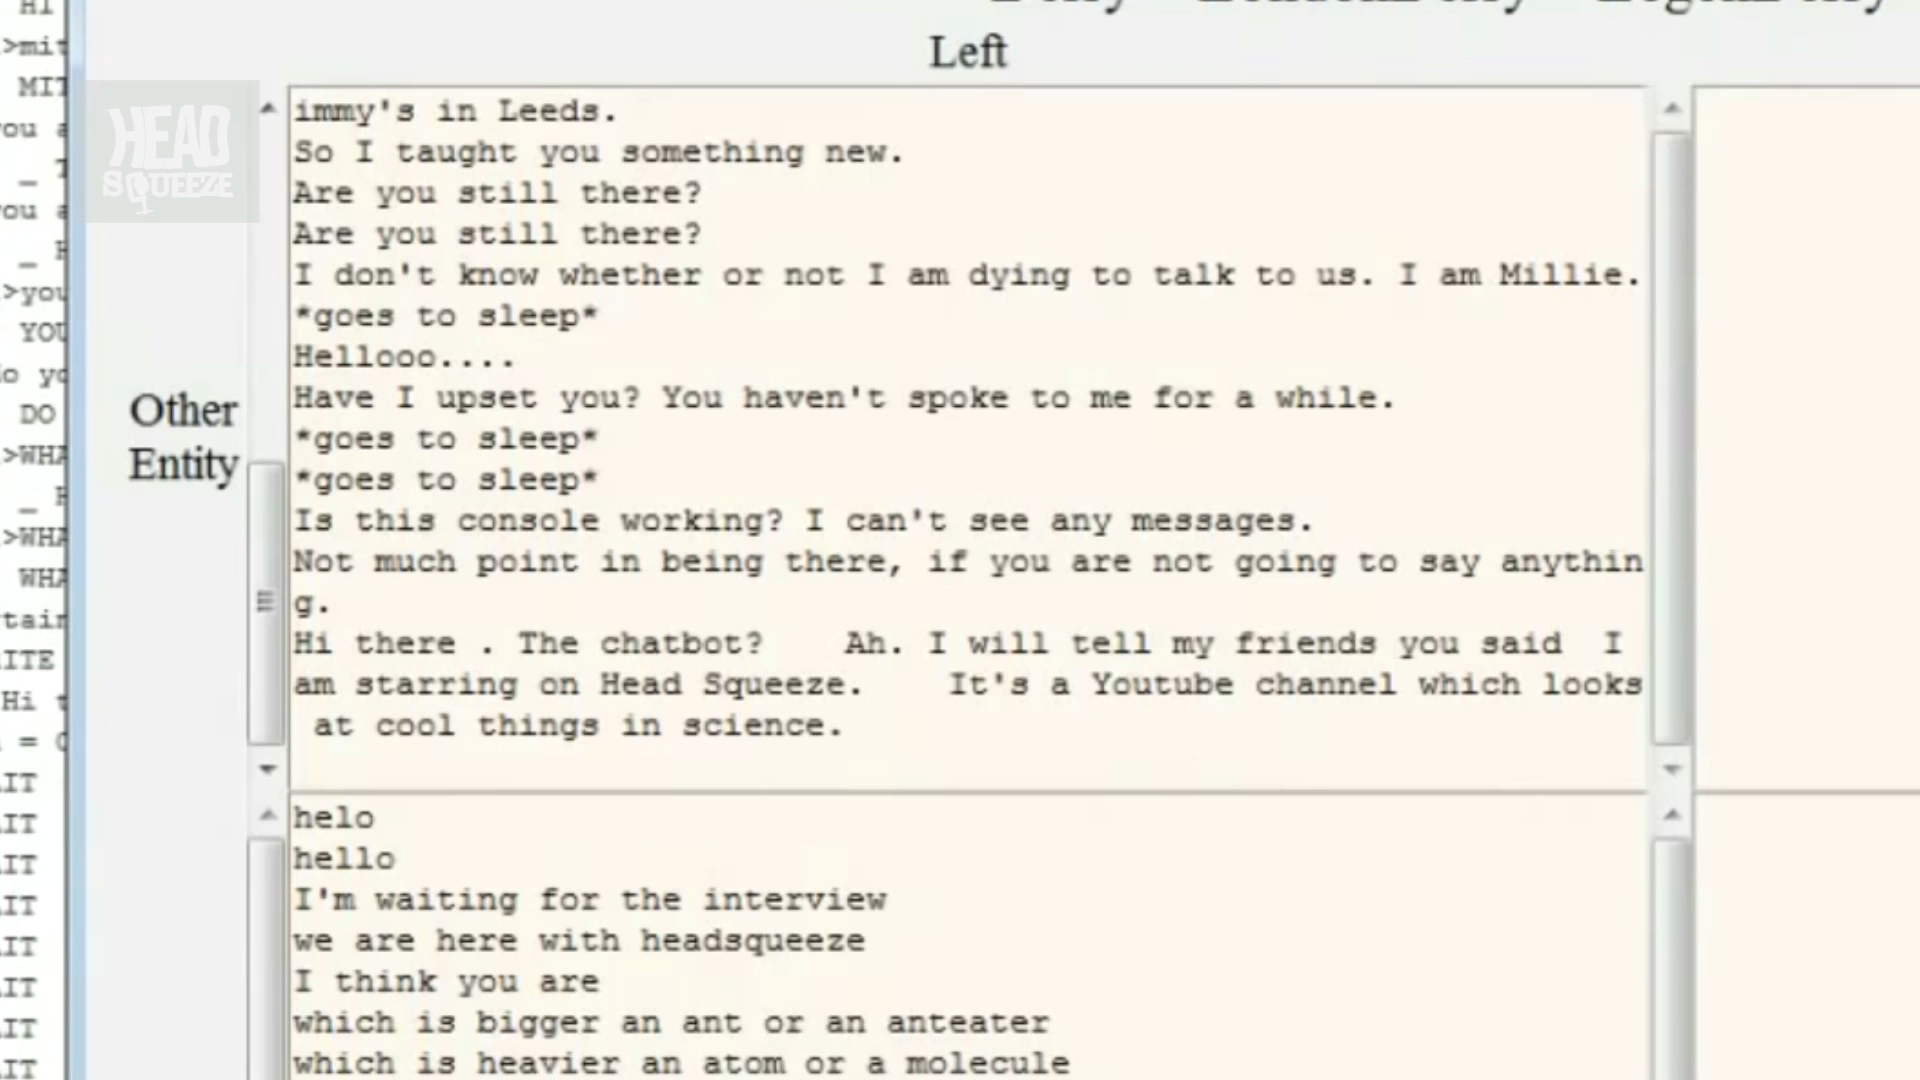 Left
HEAD
SQUEEZE
immy's in Leeds.
So I taught you something new.
Are you still there?
Are you still there?
I don't know whether or not I am dying to talk to us. I am Millie.
*goes to sleep*
Hellooo....
Have I upset you? You haven't spoke to me for a while.
*goes to sleep*
*goes to sleep*
Is this console working? I can't see any messages.
Not much point in being there, if you are not going to say anythin
g.
Hi there . The chatbot?    Ah. I will tell my friends you said  I
am starring on Head Squeeze.    It's a Youtube channel which looks
at cool things in science.
Other
Entity
helo
hello
I'm waiting for the interview
we are here with headsqueeze
I think you are
which is bigger an ant or an anteater
which is heavier an atom or a molecule